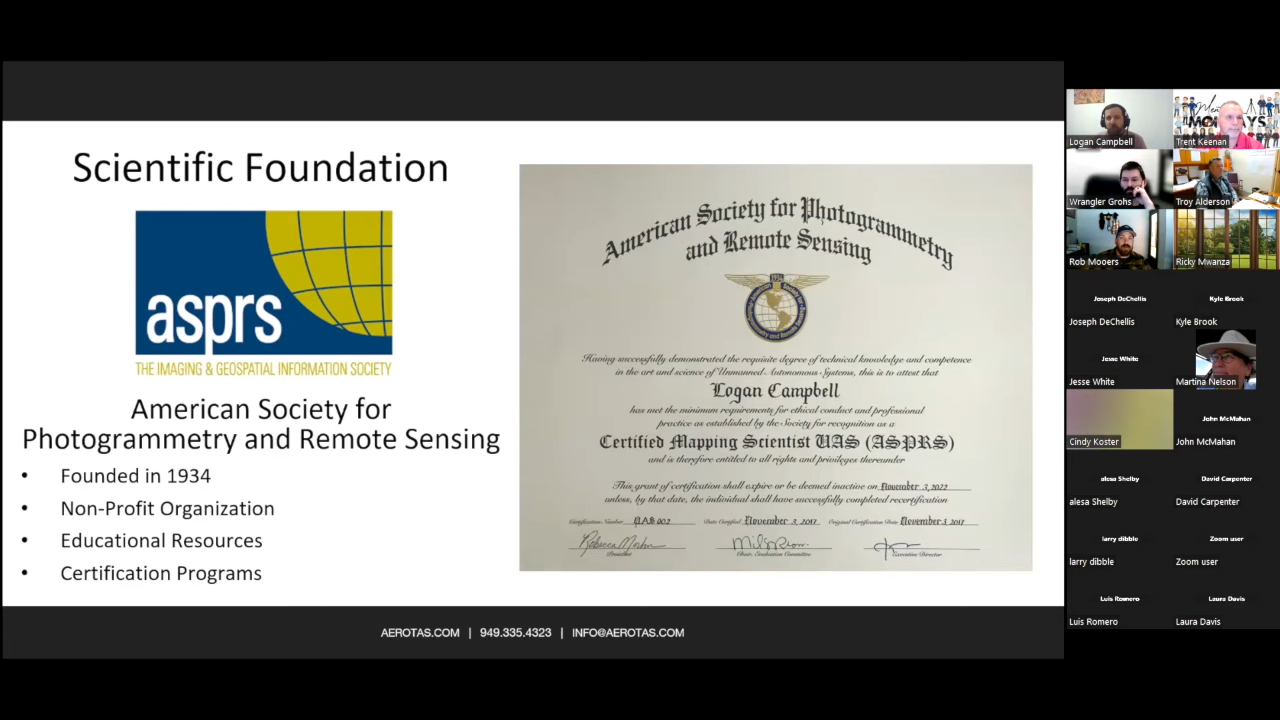 Scientific Foundation
asprs
THE IMAGING & GEOSPATIAL INFORMATION SOCIETY
American Society for
Photogrammetry and Remote Sensing
• Founded in 1934
• Non-Profit Organization
• Educational Resources
• Certification Programs
American Society for Photogrammetry
and Remote Sensing
1934
Having successfully demonstrated the requisite degree of technical knowledge and competence
in the art and science of Unmanned Autonomous Systems, this is to attest that
Logan Campbell
has met the minimum requirements for ethical conduct and professional
practice as established by the Society for recognition as a
Certified Mapping Scientist UAS (ASPRS)
and is therefore entitled to all rights and privileges thereunder
This grant of certification shall expire or be deemed inactive on November 3, 2022
unless, by that date, the individual shall have successfully completed recertification
Certification Number UAS 002 Date Certified November 3, 2017 Original Certification Date November 3, 2017
President Chair, Evaluation Committee Executive Director
AEROTAS.COM | 949.335.4323 | INFO@AEROTAS.COM
Logan Campbell
Trent Keenan
Wrangler Grohs
Troy Alderson
Rob Mooers
Ricky Mwanza
Joseph DeChellis
Kyle Brook
Joseph DeChellis
Kyle Brook
Jesse White
Jesse White
Martina Nelson
Cindy Koster
John McMahan
John McMahan
alesa Shelby
David Carpenter
alesa Shelby
David Carpenter
larry dibble
Zoom user
larry dibble
Zoom user
Luis Romero
Laura Davis
Luis Romero
Laura Davis